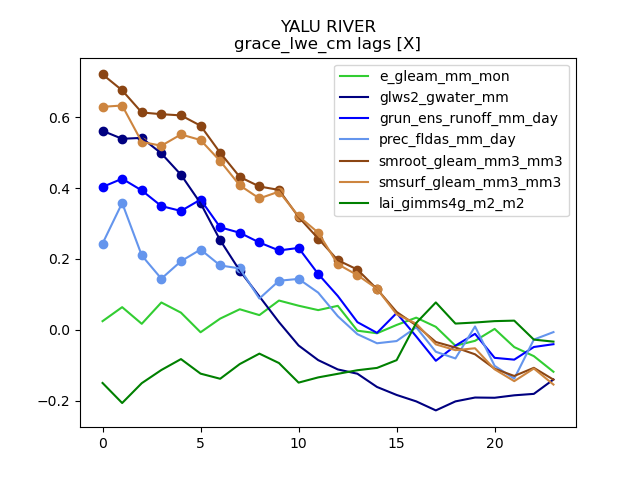 YALU RIVER
grace_lwe_cm lags [X]
e_gleam_mm_mon
glws2_gwater_mm
grun_ens_runoff_mm_day
prec_fldas_mm_day
smroot_gleam_mm3_mm3
smsurf_gleam_mm3_mm3
lai_gimms4g_m2_m2
0.6
0.4
0.2
0.0
−0.2
0 5 10 15 20